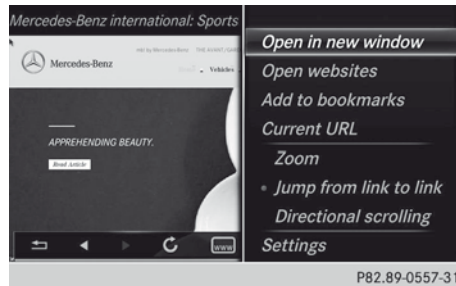 Mercedes-Benz international: Sports
Mercedes-Benz
Vehicles
APPREHENDING BEAUTY.
Read Article
www
Open in new window
Open websites
Add to bookmarks
Current URL
Zoom
Jump from link to link
Directional scrolling
Settings
P82.89-0557-31